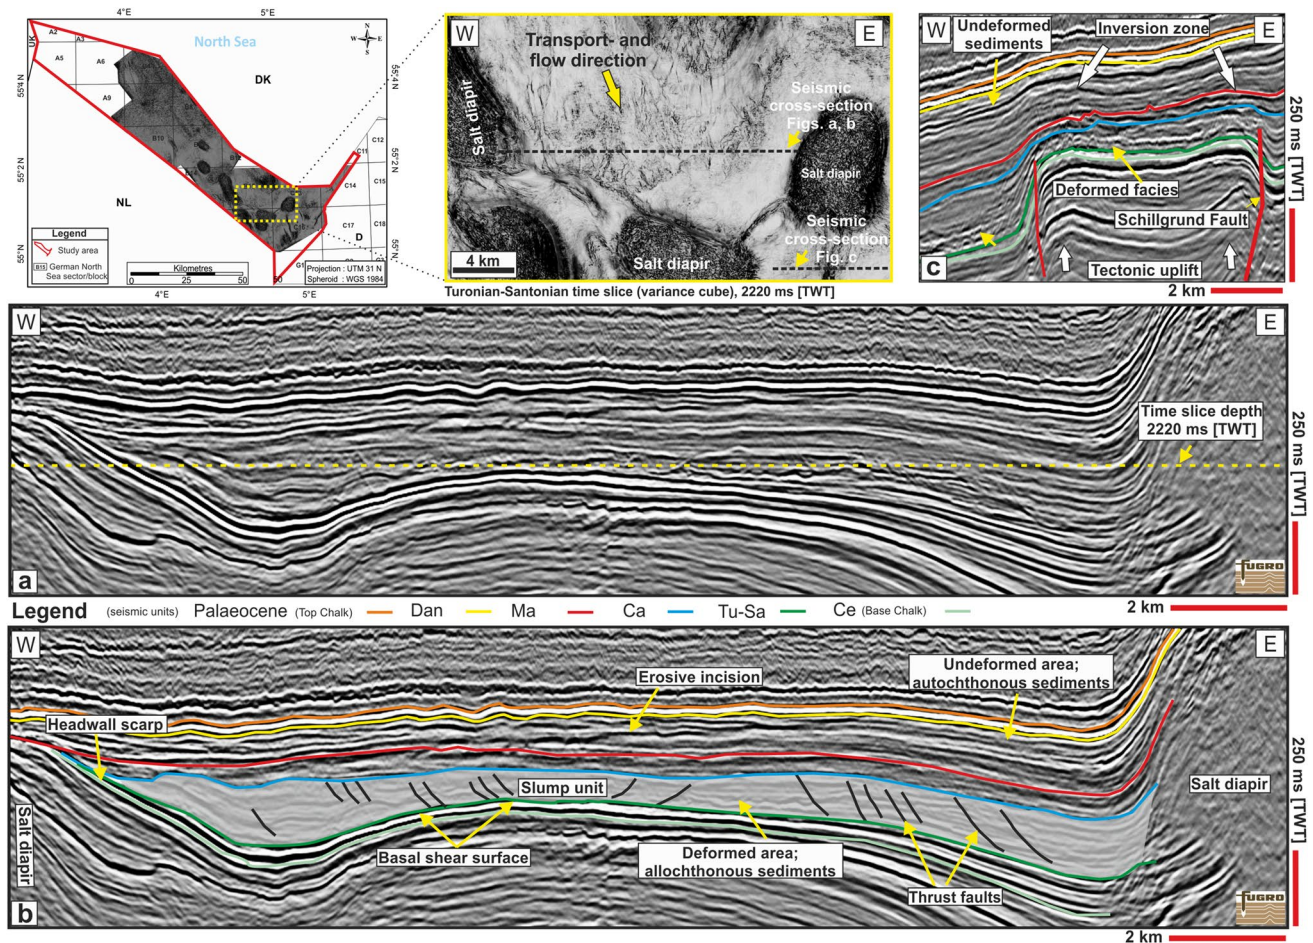 4°E
5°E
UK
A2
A3
A5
A6
A9
B10
B12
C11
C12
C14
C15
C17
C18
G1
North Sea
DK
NL
D
N
W
E
S
55°4'N
55°2'N
55°N
55°4'N
55°2'N
55°N
Legend
Study area
B15
German North
Sea sector/block
Kilometres
0
25
50
Projection : UTM 31 N
Spheroid : WGS 1984
4°E
5°E
W
E
Transport- and
flow direction
Seismic
cross-section
Figs. a, b
Salt diapir
Salt diapir
Salt diapir
Seismic
cross-section
Fig. c
4 km
Turonian-Santonian time slice (variance cube), 2220 ms [TWT]
W
E
Undeformed
sediments
Inversion zone
Deformed facies
Schillgrund Fault
Tectonic uplift
c
250 ms [TWT]
2 km
W
E
Time slice depth
2220 ms [TWT]
a
FUGRO
250 ms [TWT]
Legend (seismic units) Palaeocene (Top Chalk) Dan Ma Ca Tu-Sa Ce (Base Chalk)
2 km
W
E
Erosive incision
Undeformed area;
autochthonous sediments
Headwall scarp
Slump unit
Salt diapir
Salt diapir
Basal shear surface
Deformed area;
allochthonous sediments
Thrust faults
b
FUGRO
250 ms [TWT]
2 km